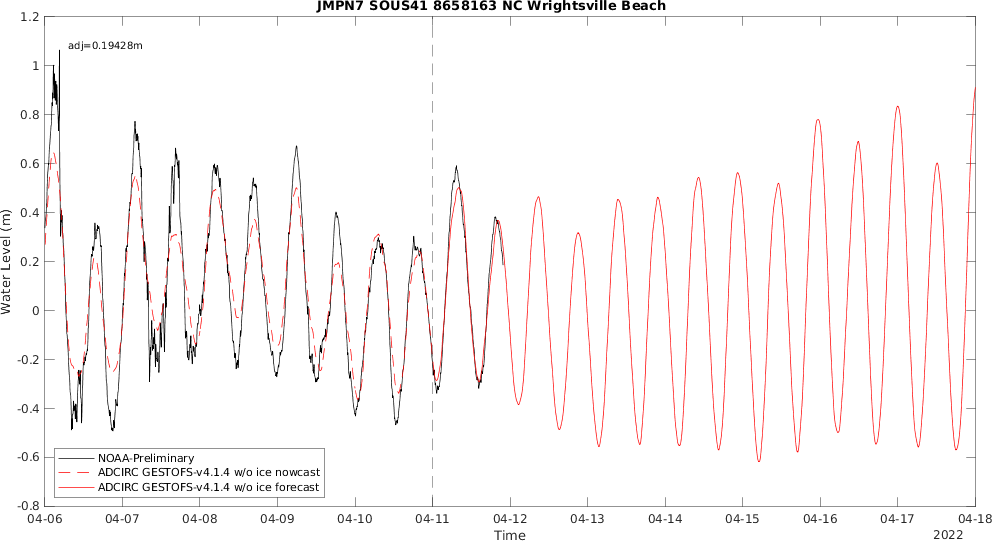 JMPN7 SOUS41 8658163 NC Wrightsville Beach
adj=0.19428m
1.2
1
0.8
0.6
0.4
0.2
0
-0.2
-0.4
-0.6
-0.8
Water Level (m)
NOAA-Preliminary
ADCIRC GESTOFS-v4.1.4 w/o ice nowcast
ADCIRC GESTOFS-v4.1.4 w/o ice forecast
04-06 04-07 04-08 04-09 04-10 04-11 04-12 04-13 04-14 04-15 04-16 04-17 04-18
Time
2022